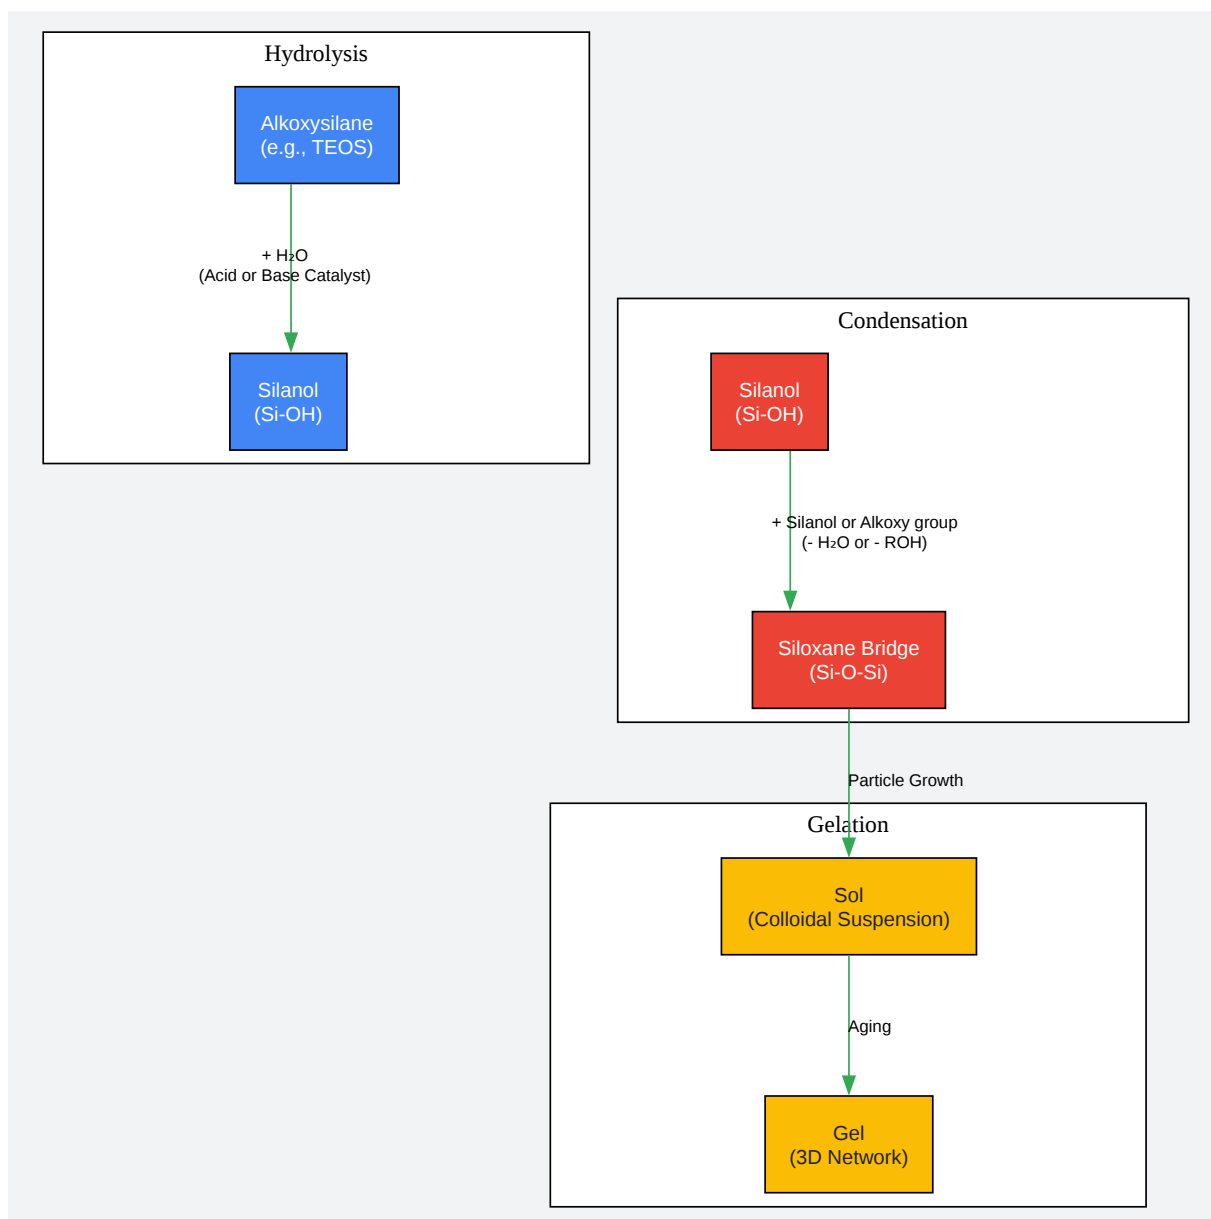 Hydrolysis
Alkoxysilane
(e.g., TEOS)
+ H₂O
(Acid or Base Catalyst)
Silanol
(Si-OH)
Condensation
Silanol
(Si-OH)
+ Silanol or Alkoxy group
(- H₂O or - ROH)
Siloxane Bridge
(Si-O-Si)
Particle Growth
Gelation
Sol
(Colloidal Suspension)
Aging
Gel
(3D Network)